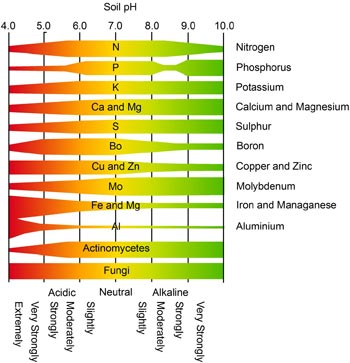 Soil pH
4.0 5.0 6.0 7.0 8.0 9.0 10.0
N Nitrogen
P Phosphorus
K Potassium
Ca and Mg Calcium and Magnesium
S Sulphur
Bo Boron
Cu and Zn Copper and Zinc
Mo Molybdenum
Fe and Mg Iron and Managanese
Al Aluminium
Actinomycetes
Fungi
Acidic Neutral Alkaline
Extremely
Very Strongly
Strongly
Moderately
Slightly
Slightly
Moderately
Strongly
Very Strongly